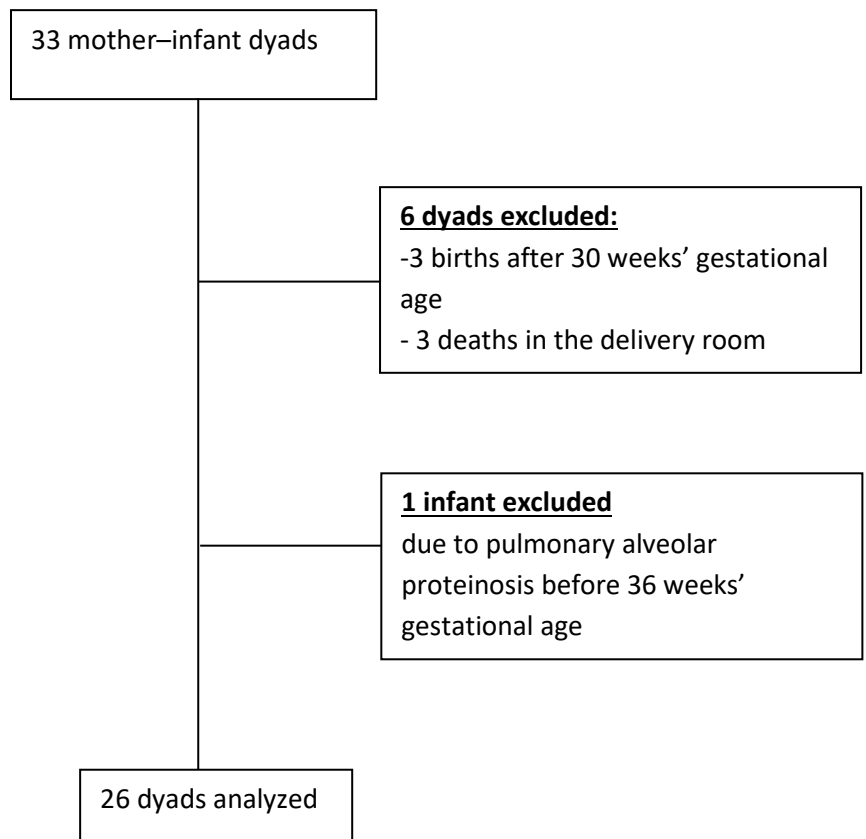 33 mother–infant dyads
6 dyads excluded:
-3 births after 30 weeks’ gestational
age
- 3 deaths in the delivery room
1 infant excluded
due to pulmonary alveolar
proteinosis before 36 weeks’
gestational age
26 dyads analyzed